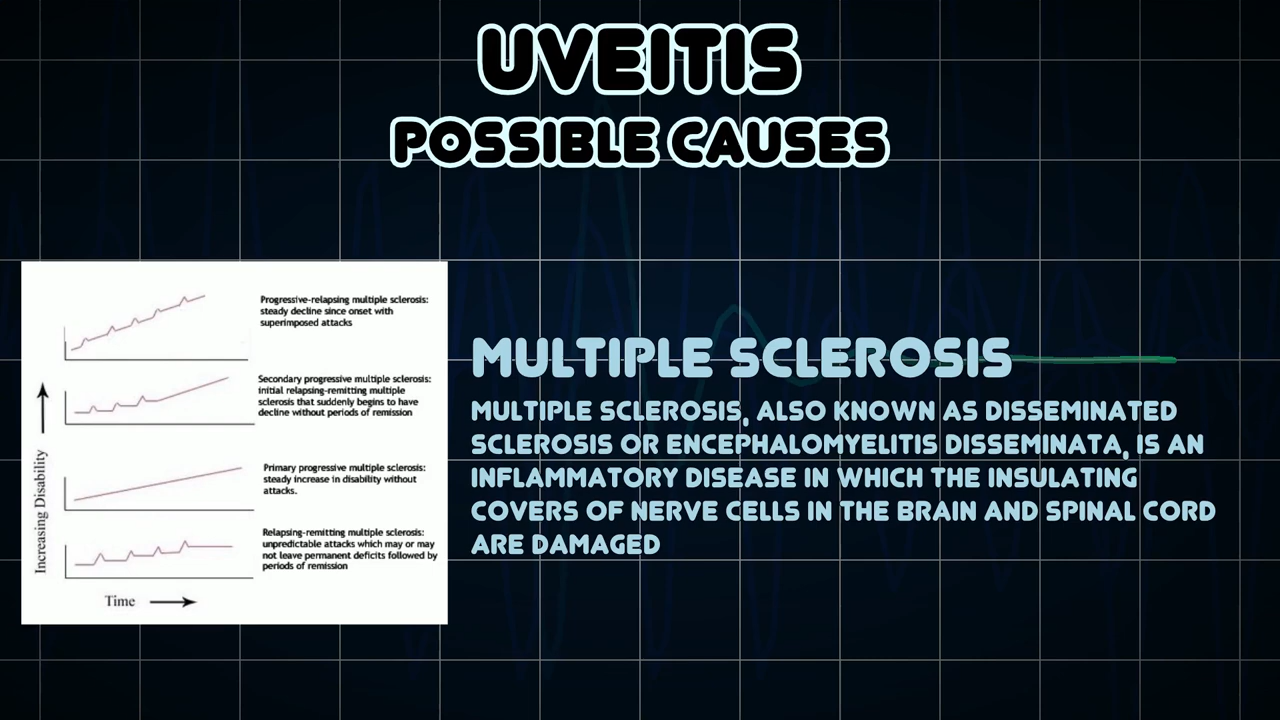 UVEITIS
POSSIBLE CAUSES
Progressive-relapsing multiple sclerosis:
steady decline since onset with
superimposed attacks
Secondary progressive multiple sclerosis:
initial relapsing-remitting multiple
sclerosis that suddenly begins to have
decline without periods of remission
Primary progressive multiple sclerosis:
steady increase in disability without
attacks.
Relapsing-remitting multiple sclerosis:
unpredictable attacks which may or may
not leave permanent deficits followed by
periods of remission
Increasing Disability
Time
MULTIPLE SCLEROSIS
MULTIPLE SCLEROSIS, ALSO KNOWN AS DISSEMINATED
SCLEROSIS OR ENCEPHALOMYELITIS DISSEMINATA, IS AN
INFLAMMATORY DISEASE IN WHICH THE INSULATING
COVERS OF NERVE CELLS IN THE BRAIN AND SPINAL CORD
ARE DAMAGED